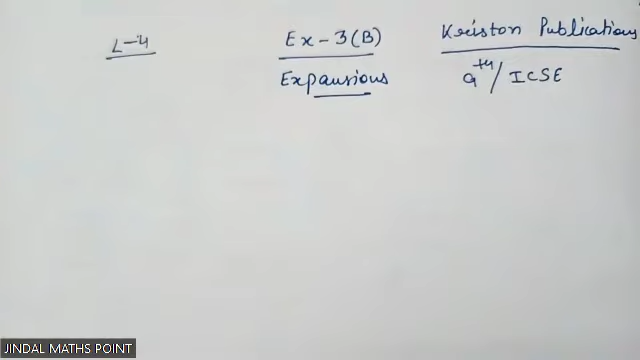 L-4
Ex-3(B)
Kriston Publications
Expansions
9th/ICSE
JINDAL MATHS POINT